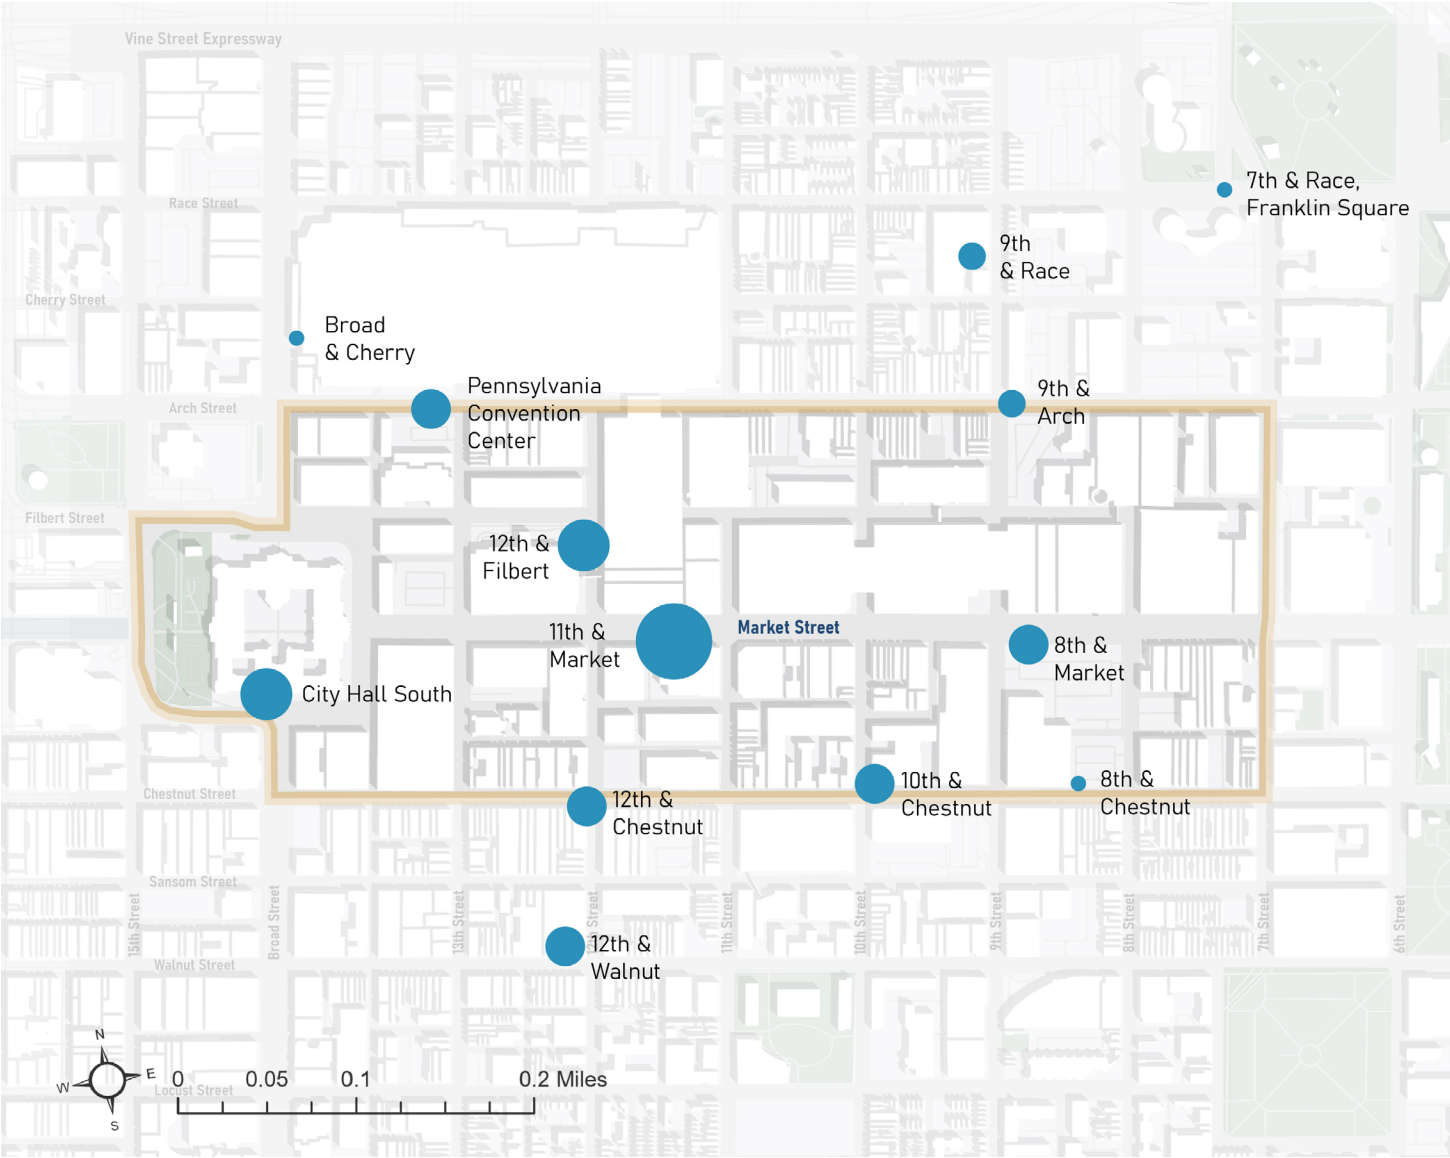 Vine Street Expressway
7th & Race,
Franklin Square
Race Street
9th
& Race
Cherry Street
Broad
& Cherry
Pennsylvania
Convention
Center
9th &
Arch
Arch Street
Filbert Street
12th &
Filbert
11th &
Market
Market Street
8th &
Market
City Hall South
Chestnut Street
12th &
Chestnut
10th &
Chestnut
8th &
Chestnut
Sansom Street
15th Street
Broad Street
13th Street
12th Street
11th Street
10th Street
9th Street
8th Street
7th Street
6th Street
12th &
Walnut
Walnut Street
N
W
E
S
0
0.05
0.1
0.2 Miles
Locust Street